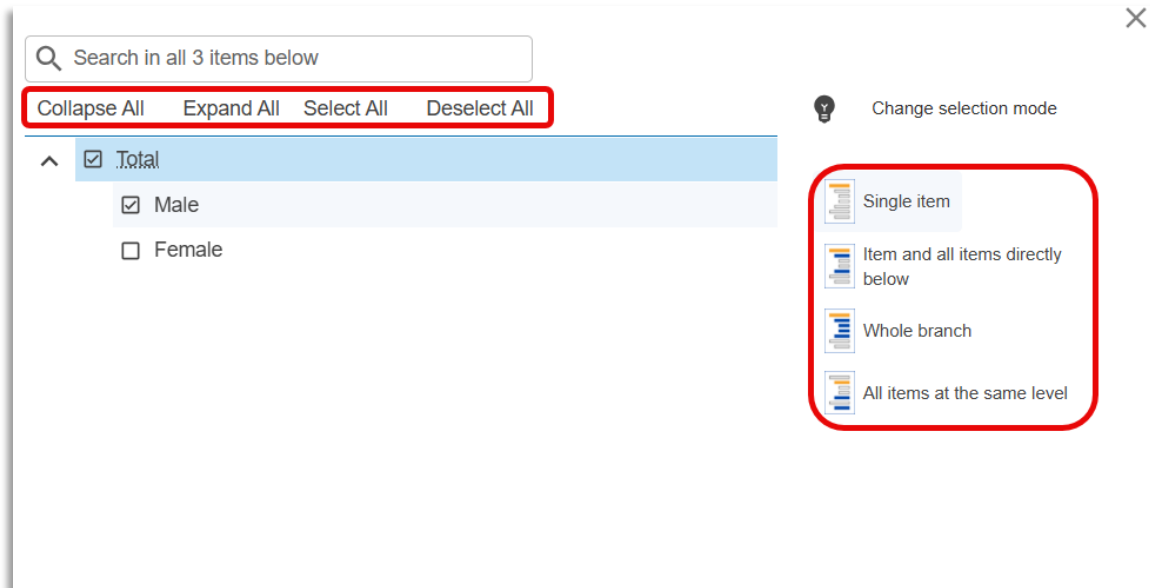 Search in all 3 items below
Collapse All Expand All Select All Deselect All
Change selection mode
Total
Male
Female
Single item
Item and all items directly
below
Whole branch
All items at the same level